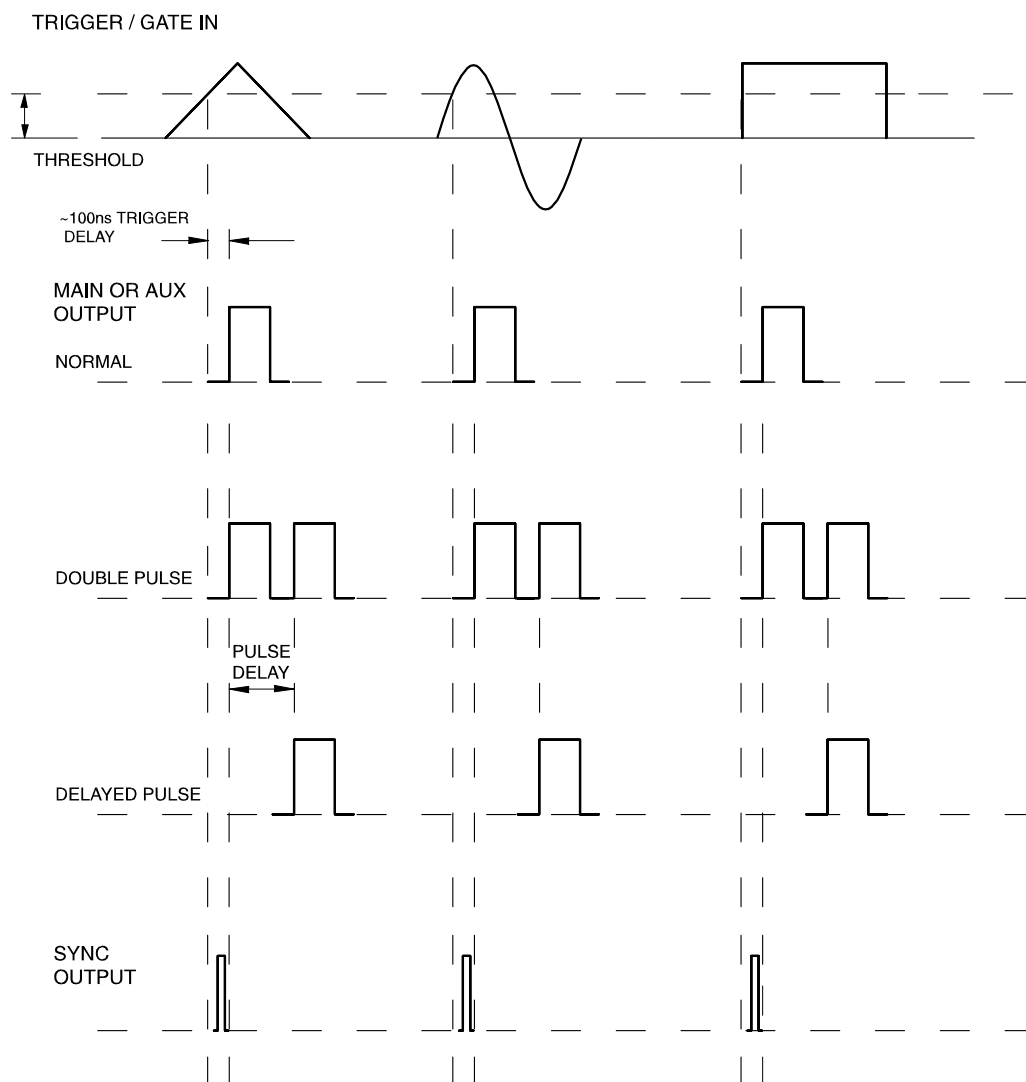 TRIGGER / GATE IN
THRESHOLD
~100ns TRIGGER
DELAY
MAIN OR AUX
OUTPUT
NORMAL
DOUBLE PULSE
PULSE
DELAY
DELAYED PULSE
SYNC
OUTPUT